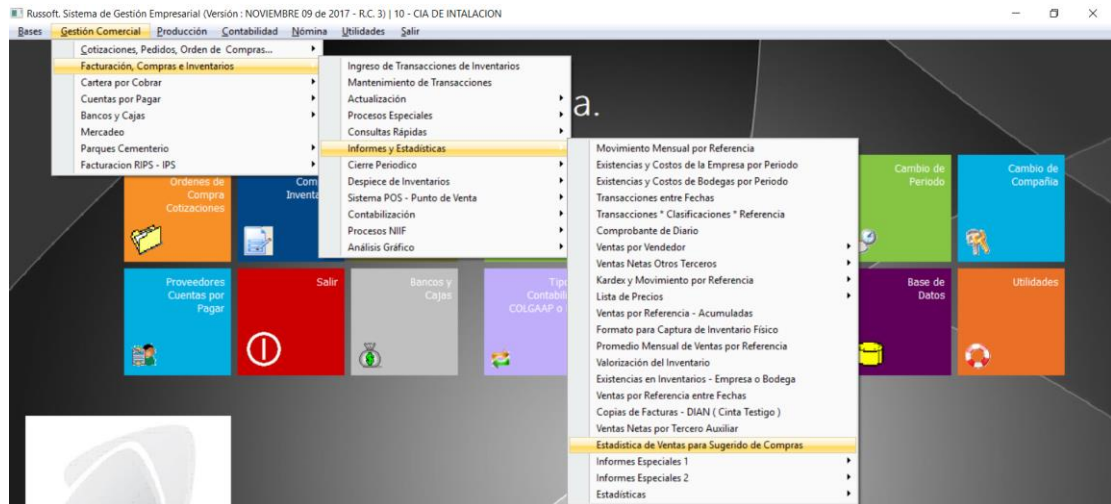 Russoft. Sistema de Gestión Empresarial (Versión : NOVIEMBRE 09 de 2017 - R.C. 3) | 10 - CIA DE INTALACION
Bases Gestión Comercial Producción Contabilidad Nómina Utilidades Salir
Cotizaciones, Pedidos, Orden de Compras...
Facturación, Compras e Inventarios
Cartera por Cobrar
Cuentas por Pagar
Bancos y Cajas
Mercadeo
Parques Cementerio
Facturacion RIPS - IPS
Ingreso de Transacciones de Inventarios
Mantenimiento de Transacciones
Actualización
Procesos Especiales
Consultas Rápidas
Informes y Estadísticas
Cierre Periodico
Despiece de Inventarios
Sistema POS - Punto de Venta
Contabilización
Procesos NIIF
Análisis Gráfico
a.
Movimiento Mensual por Referencia
Existencias y Costos de la Empresa por Periodo
Existencias y Costos de Bodegas por Periodo
Transacciones entre Fechas
Transacciones * Clasificaciones * Referencia
Comprobante de Diario
Ventas por Vendedor
Ventas Netas Otros Terceros
Kardex y Movimiento por Referencia
Lista de Precios
Ventas por Referencia - Acumuladas
Formato para Captura de Inventario Físico
Promedio Mensual de Ventas por Referencia
Valorización del Inventario
Existencias en Inventarios - Empresa o Bodega
Ventas por Referencia entre Fechas
Copias de Facturas - DIAN ( Cinta Testigo )
Ventas Netas por Tercero Auxiliar
Estadistica de Ventas para Sugerido de Compras
Informes Especiales 1
Informes Especiales 2
Estadísticas
Ordenes de
Compra
Cotizaciones
Com
Inventa
Cambio de
Periodo
Cambio de
Compañia
Proveedores
Cuentas por
Pagar
Salir
Bancos y
Cajas
Tipo
Contabili
COLGAAP o
Base de
Datos
Utilidades